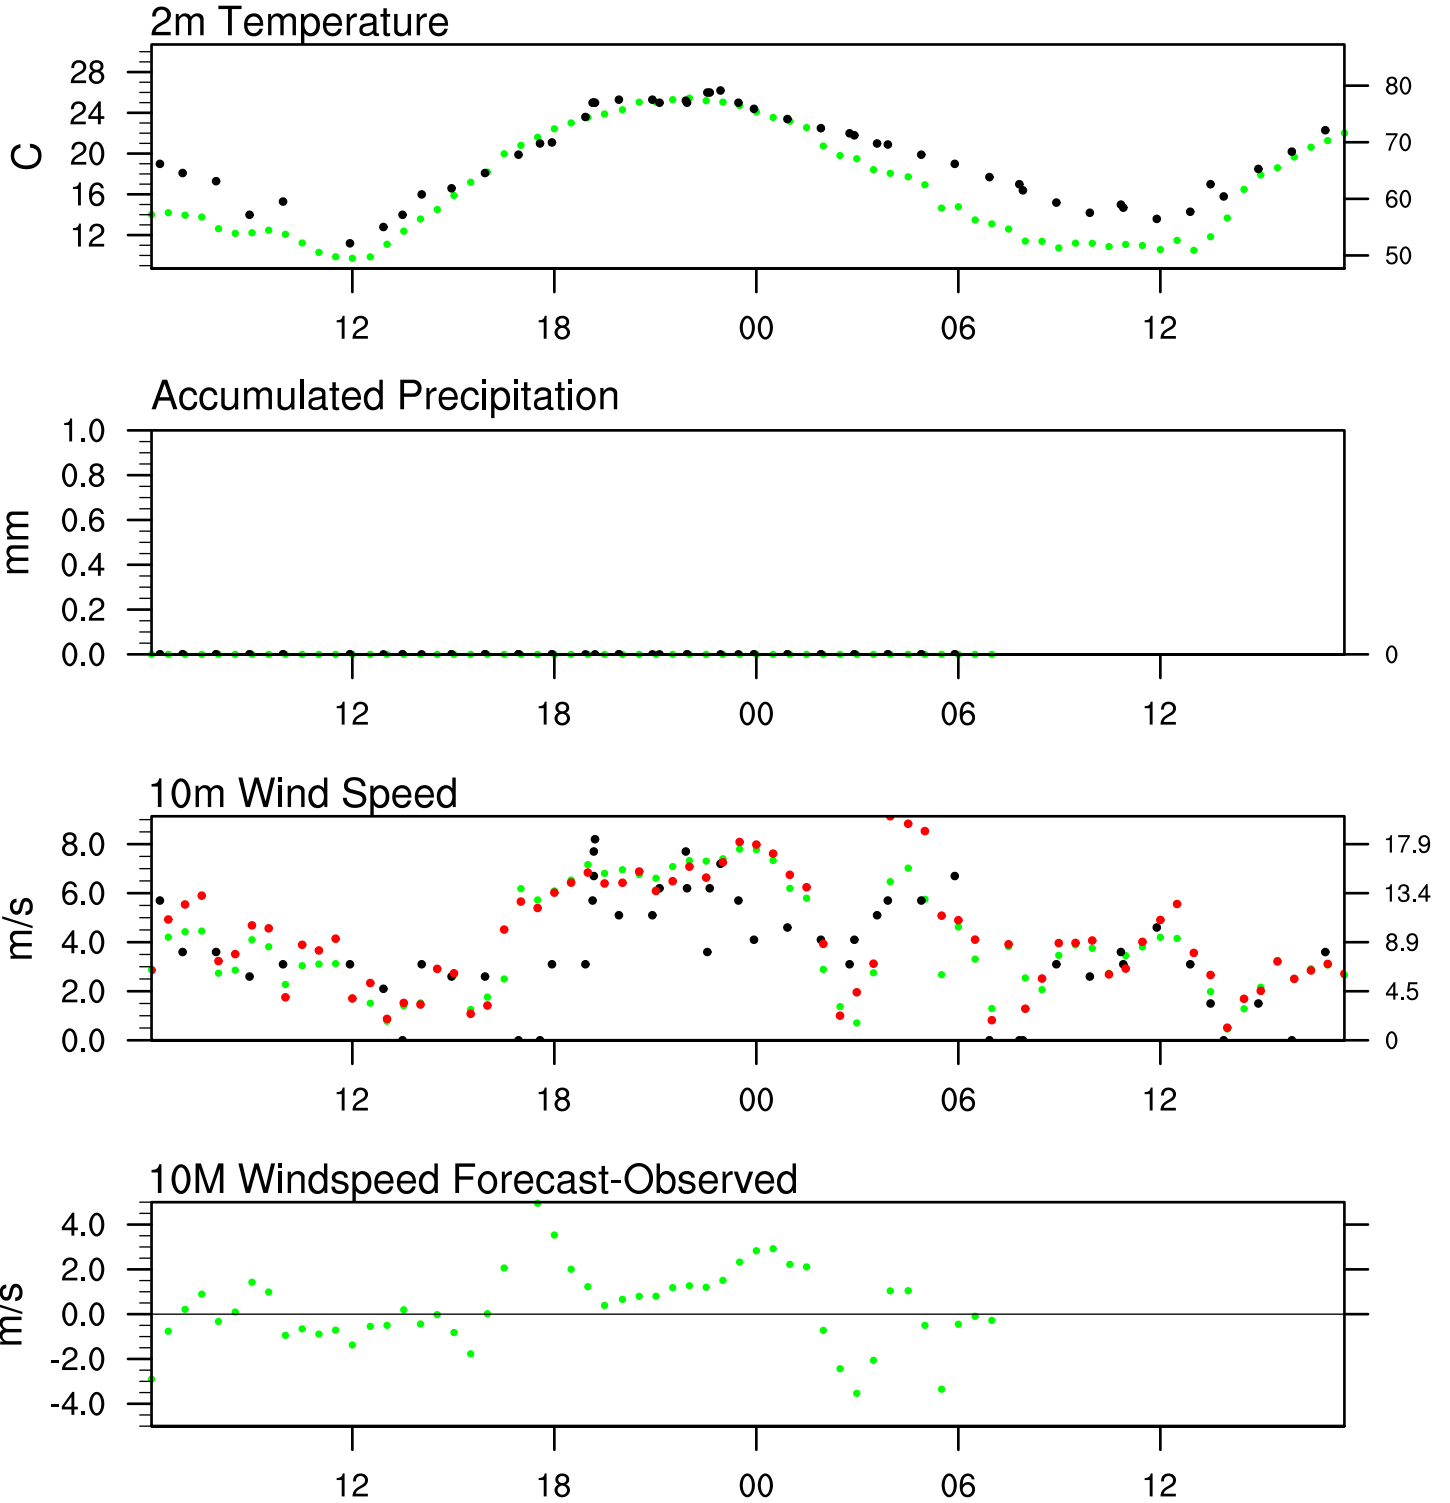 2m Temperature
28
24
20
16
12
C
80
70
60
50
12 18 00 06 12
Accumulated Precipitation
1.0
0.8
0.6
0.4
0.2
0.0
mm
0
12 18 00 06 12
10m Wind Speed
8.0
6.0
4.0
2.0
0.0
m/s
17.9
13.4
8.9
4.5
0
12 18 00 06 12
10M Windspeed Forecast-Observed
4.0
2.0
0.0
-2.0
-4.0
m/s
12 18 00 06 12